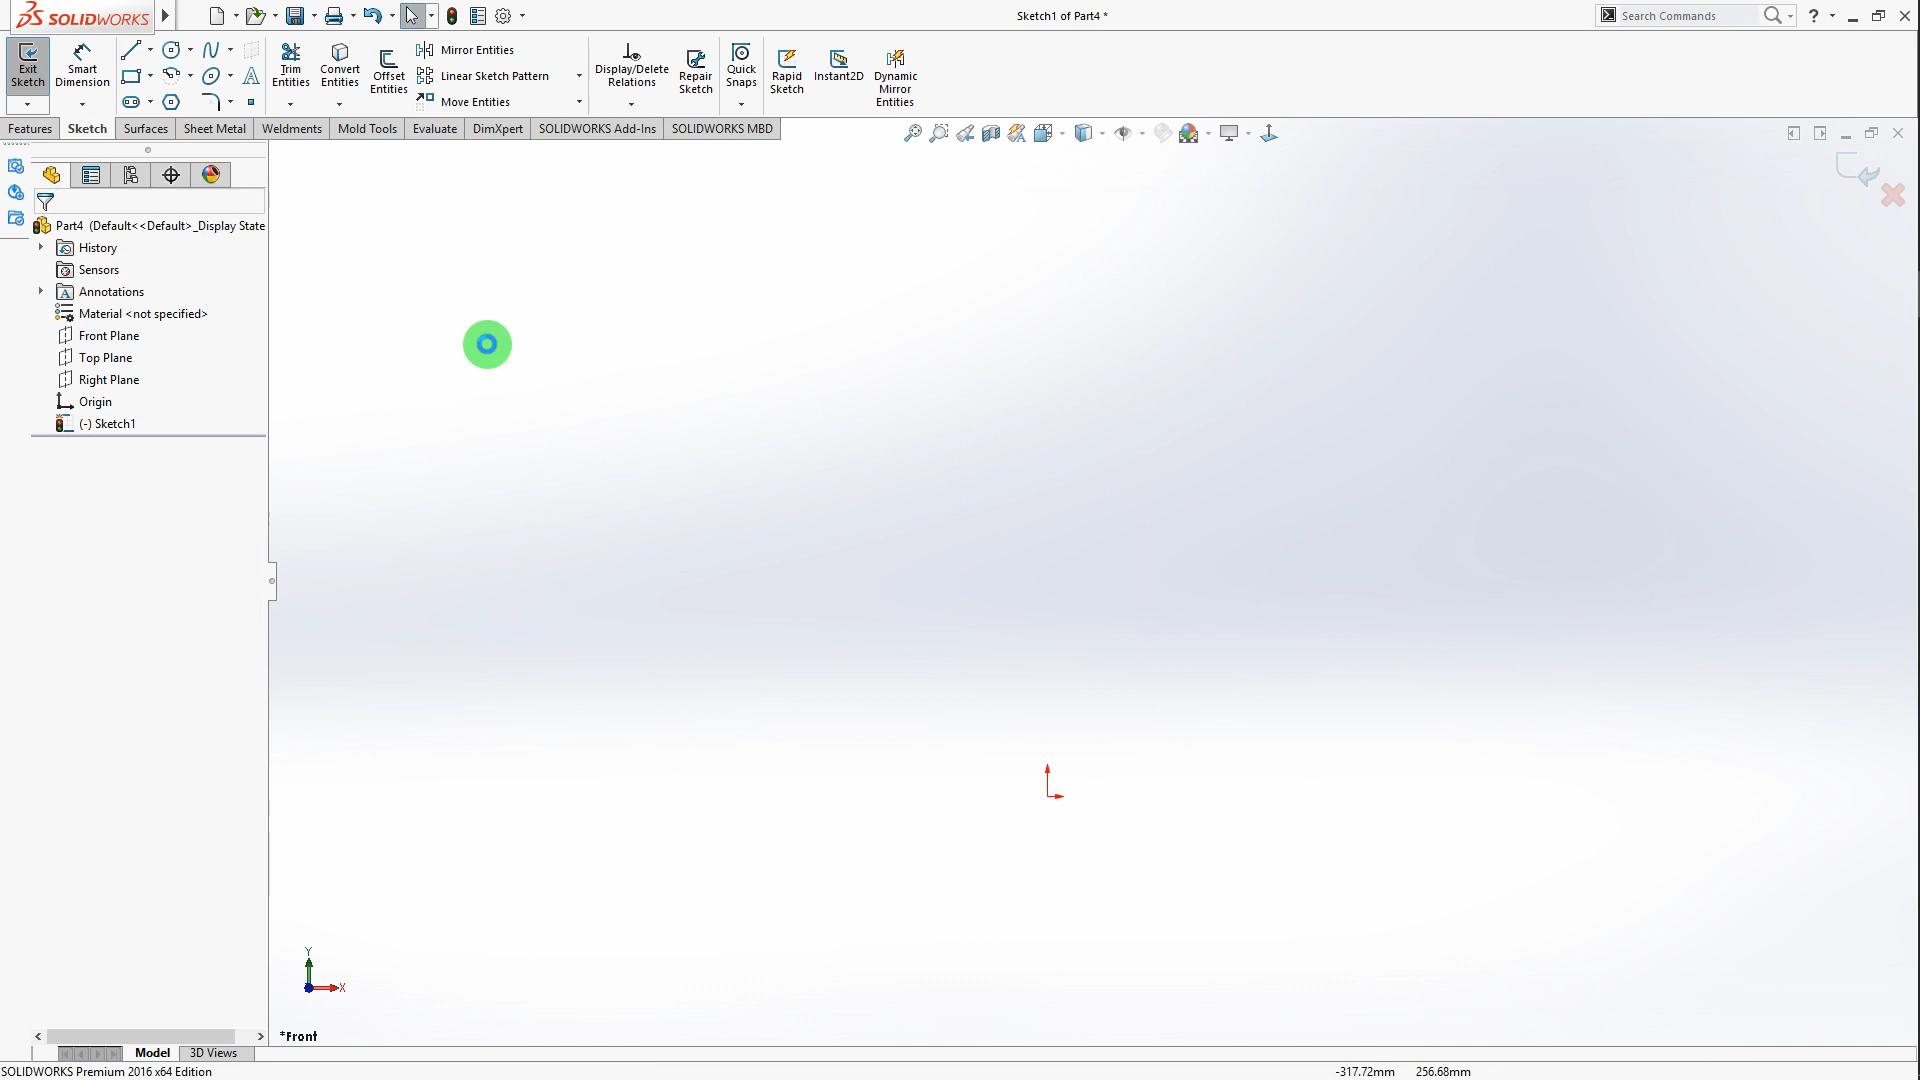 SOLIDWORKS
Sketch1 of Part4 *
Search Commands
?
Exit
Sketch
Smart
Dimension
Trim
Entities
Convert
Entities
Offset
Entities
Mirror Entities
Linear Sketch Pattern
Move Entities
Display/Delete
Relations
Repair
Sketch
Quick
Snaps
Rapid
Sketch
Instant2D
Dynamic
Mirror
Entities
Features
Sketch
Surfaces
Sheet Metal
Weldments
Mold Tools
Evaluate
DimXpert
SOLIDWORKS Add-Ins
SOLIDWORKS MBD
Part4 (Default<<Default>_Display State
History
Sensors
Annotations
Material <not specified>
Front Plane
Top Plane
Right Plane
Origin
(-) Sketch1
Y
X
*Front
Model
3D Views
SOLIDWORKS Premium 2016 x64 Edition
-317.72mm
256.68mm